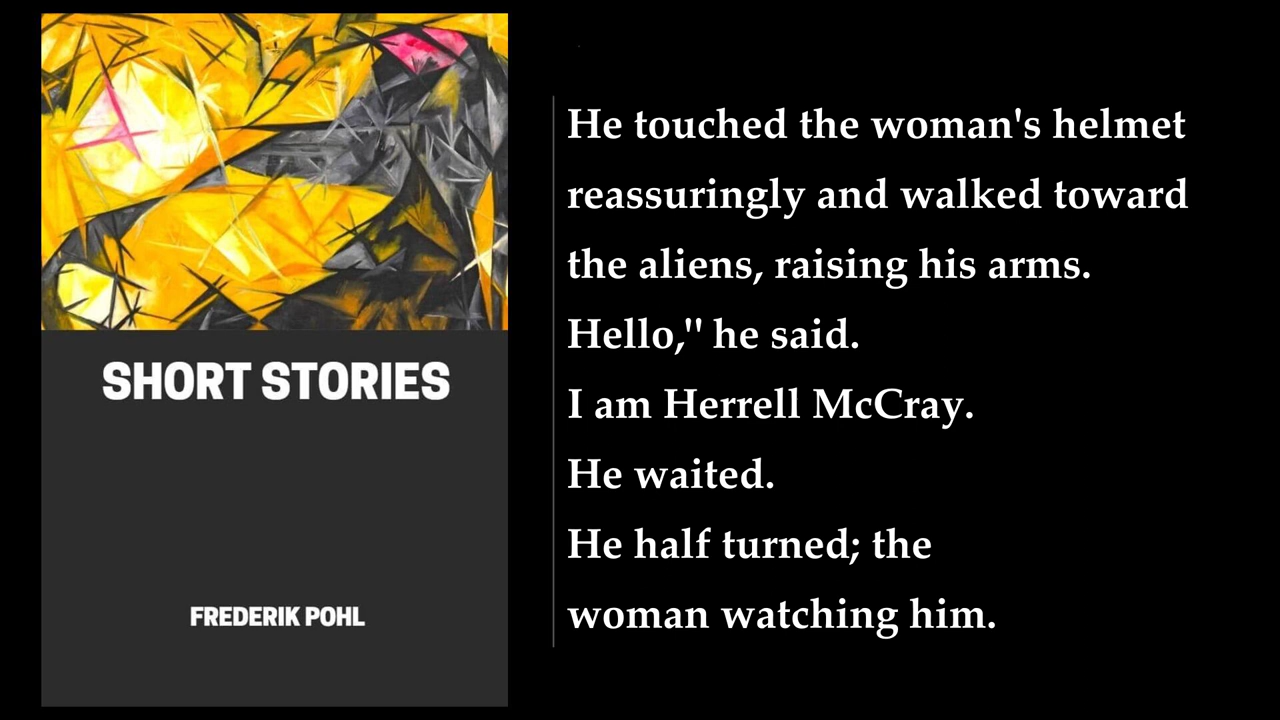 SHORT STORIES
FREDERIK POHL
He touched the woman's helmet
reassuringly and walked toward
the aliens, raising his arms.
Hello," he said.
I am Herrell McCray.
He waited.
He half turned; the
woman watching him.